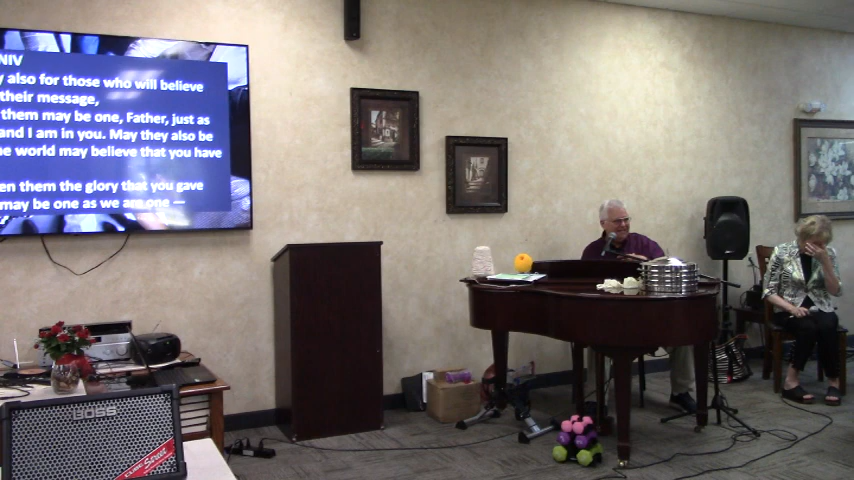 NIV
also for those who will believe
their message,
them may be one, Father, just as
and I am in you. May they also be
world may believe that you have
them the glory that you gave
may be one as we are one —
BOSS
CUBE Street